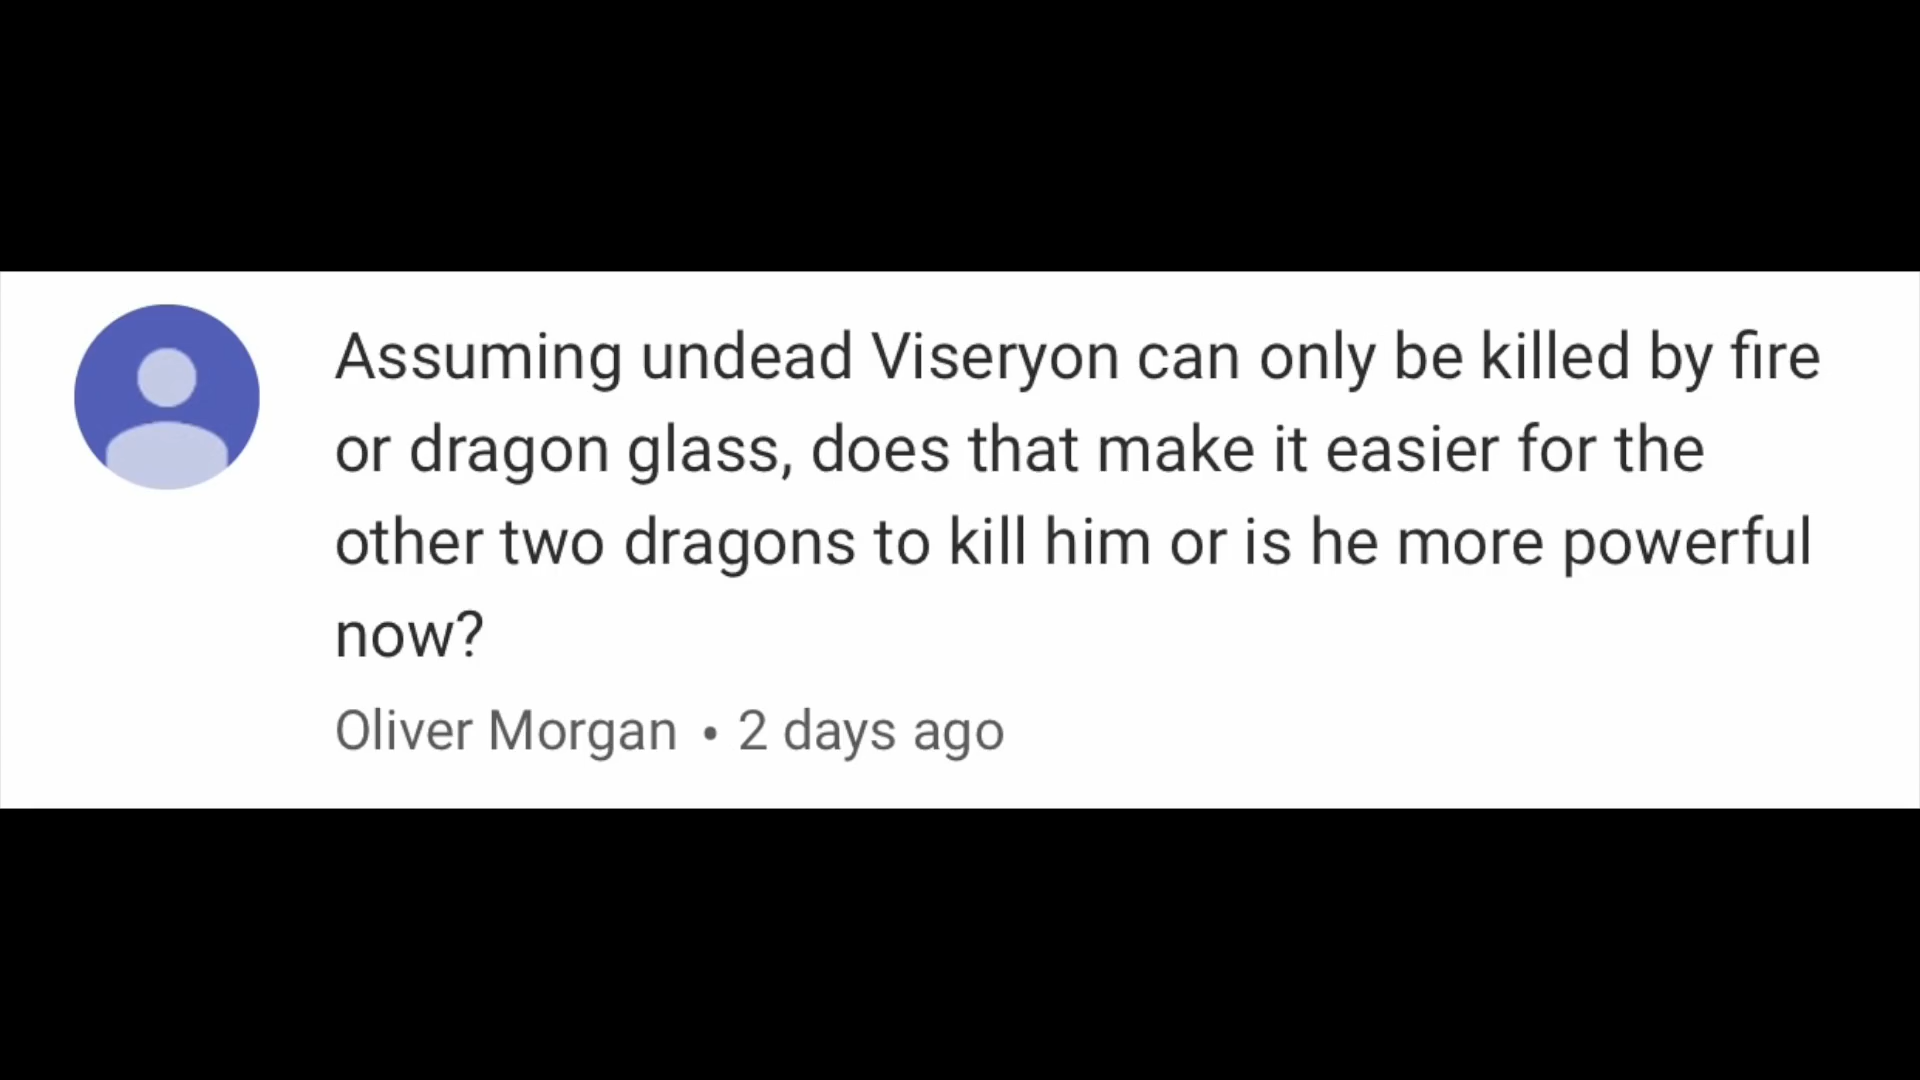 Assuming undead Viseryon can only be killed by fire
or dragon glass, does that make it easier for the
other two dragons to kill him or is he more powerful
now?
Oliver Morgan • 2 days ago